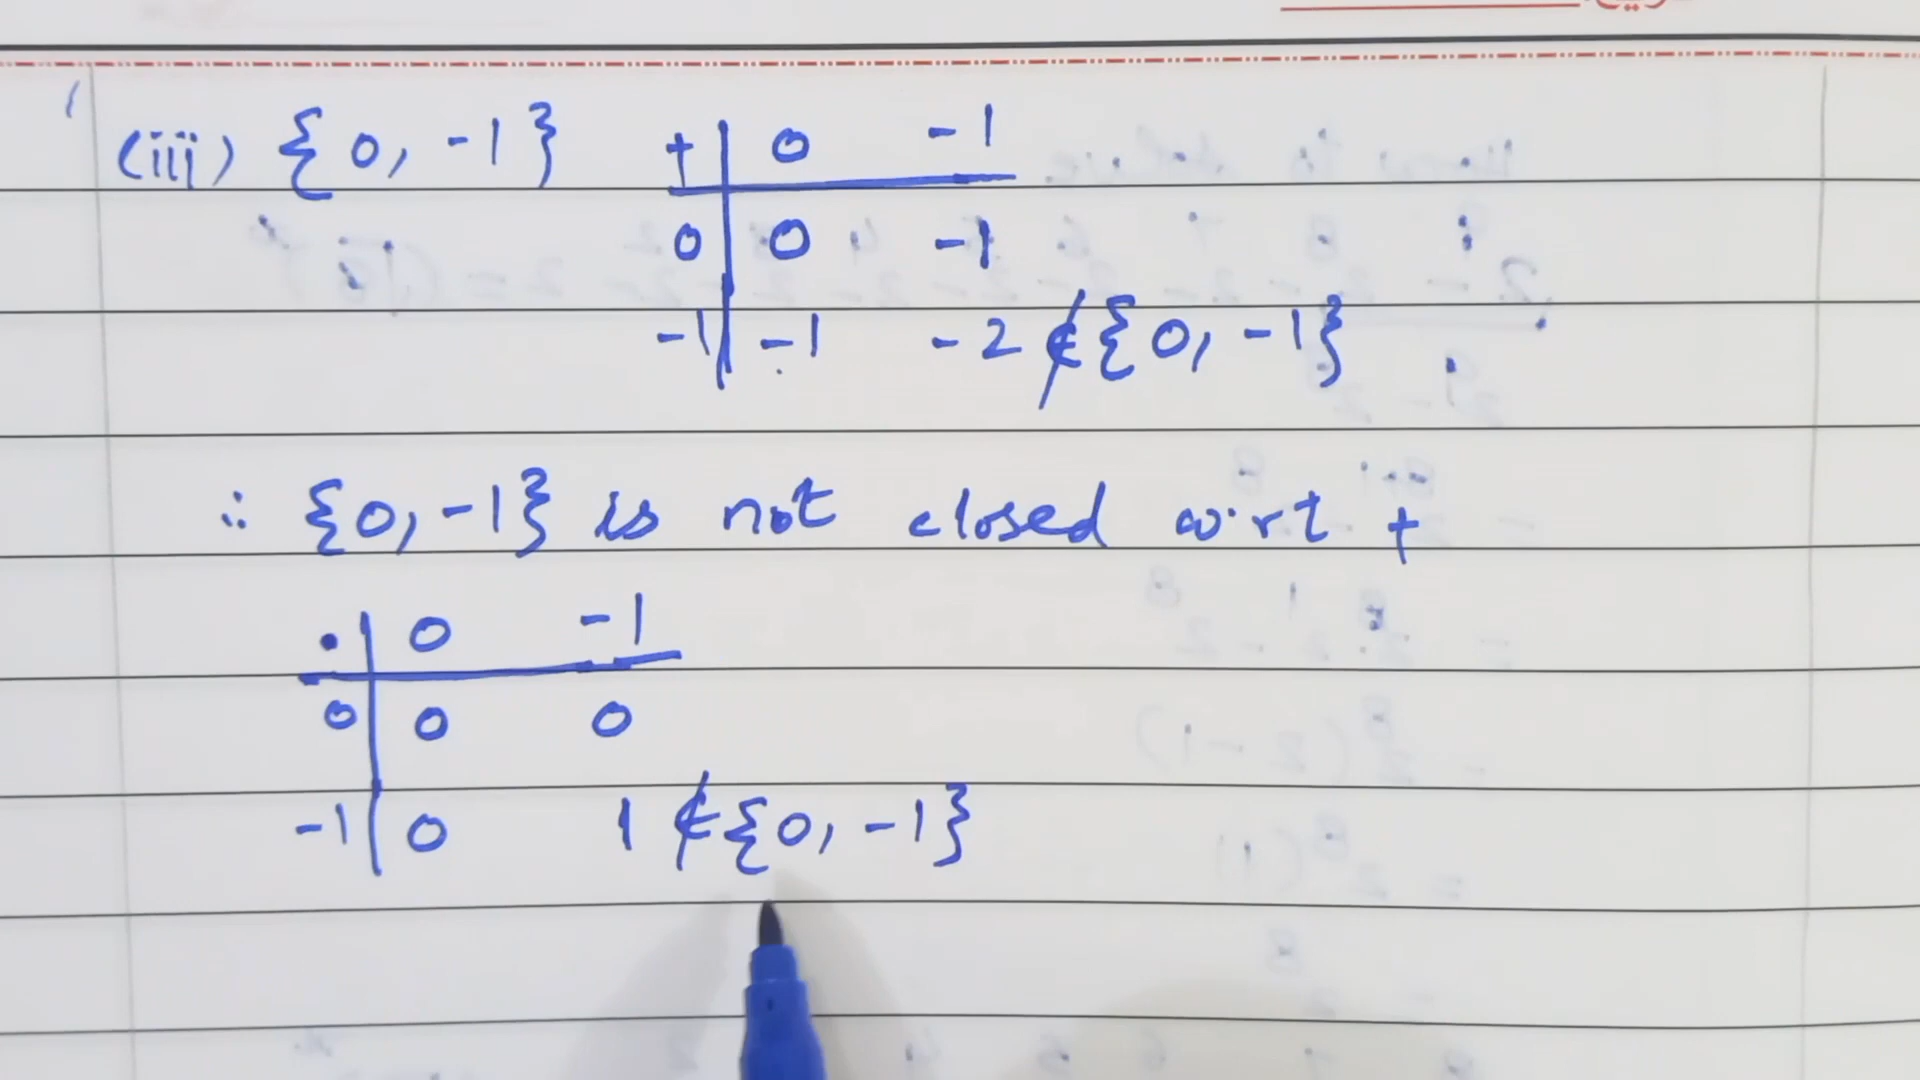 (iii) {0, -1} + | 0 -1
0 | 0 -1
-1 | -1 -2 ∉ {0, -1}
∴ {0, -1} is not closed w.r.t +
• | 0 -1
0 | 0 0
-1 | 0 1 ∉ {0, -1}